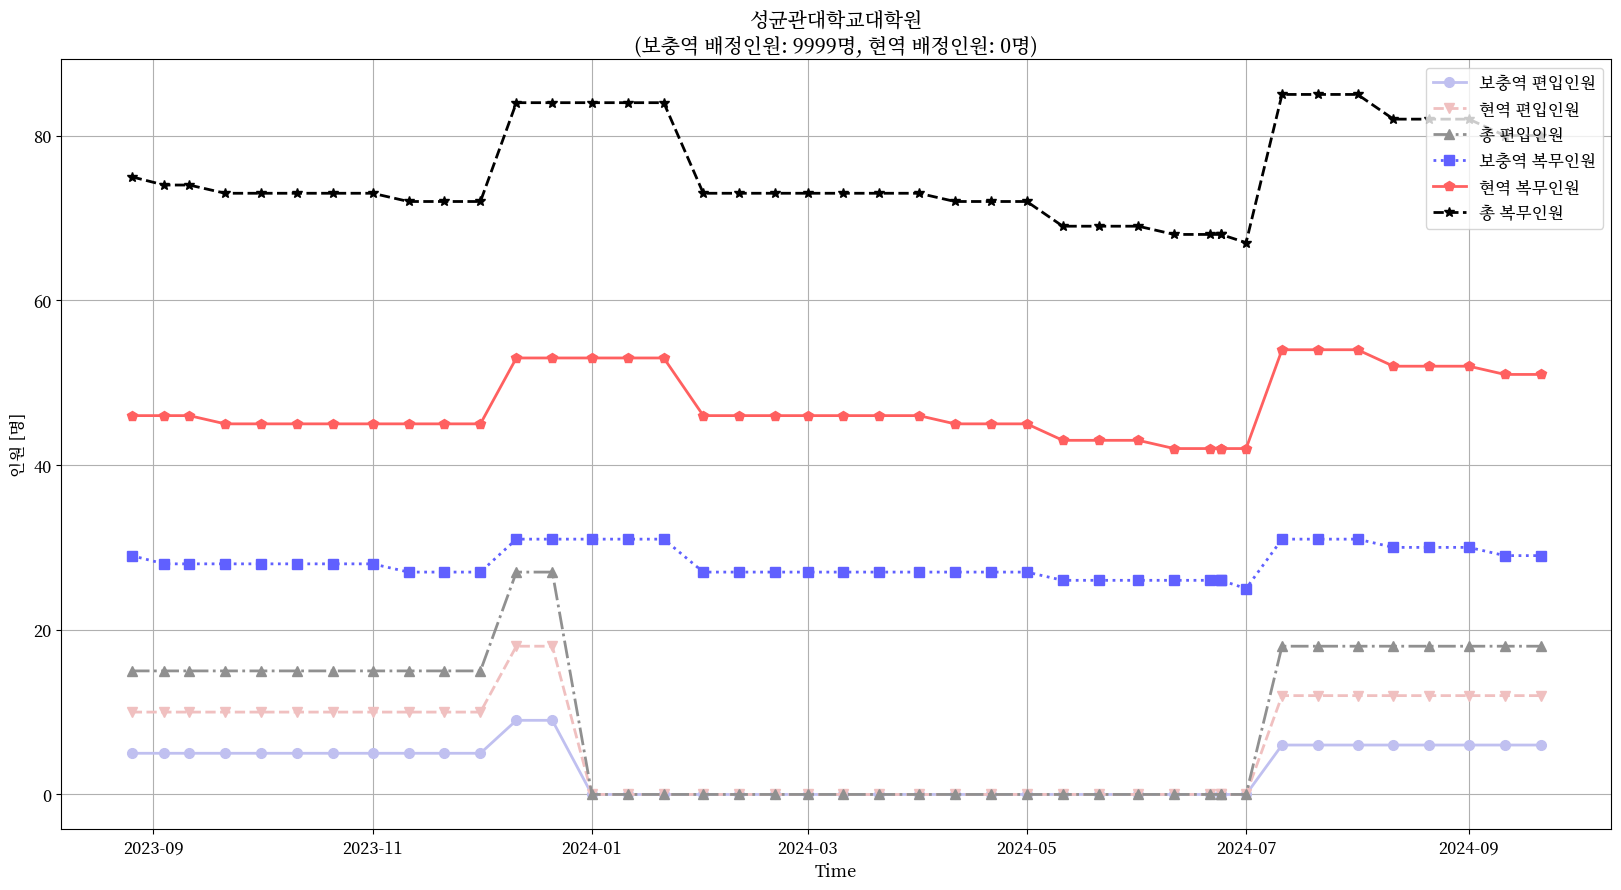 성균관대학교대학원
(보충역 배정인원: 9999명, 현역 배정인원: 0명)
보충역 편입인원
현역 편입인원
총 편입인원
보충역 복무인원
현역 복무인원
총 복무인원
인원 [명]
80
60
40
20
0
2023-09
2023-11
2024-01
2024-03
2024-05
2024-07
2024-09
Time